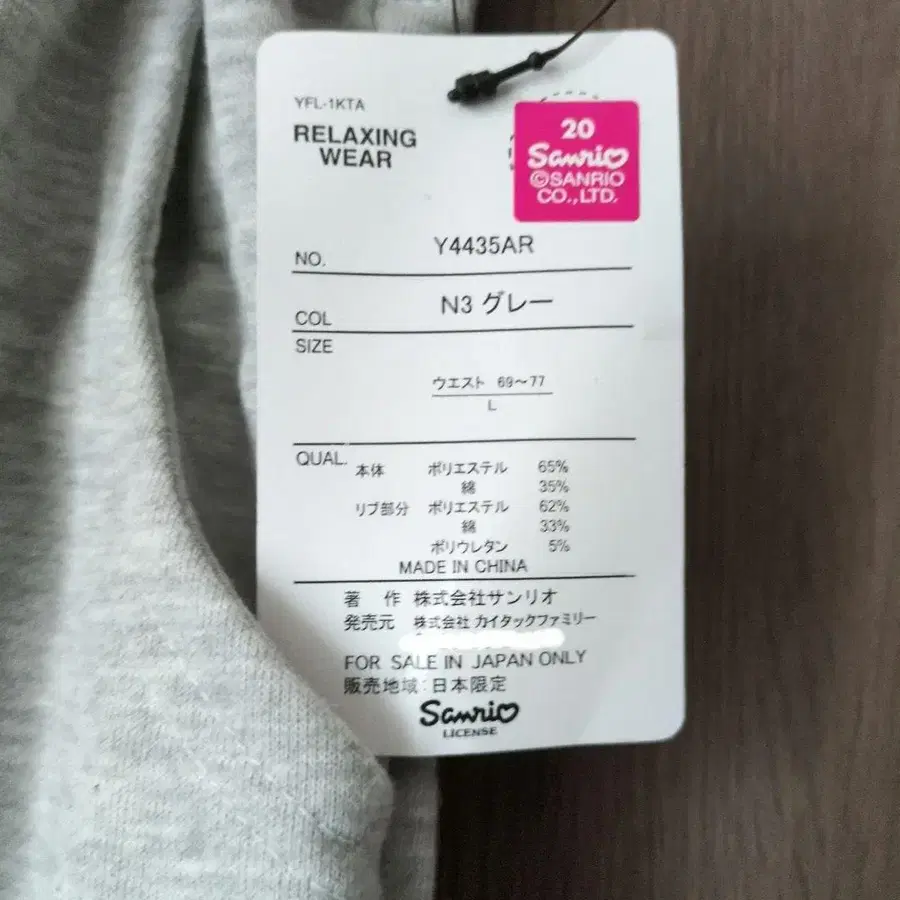 YFL-1KTA
RELAXING
WEAR
20
Sanrio
©SANRIO
CO.,LTD.
NO. Y4435AR
COL N3 グレー
SIZE
ウエスト 69〜77
L
QUAL. 本体 ポリエステル 65%
綿 35%
リブ部分 ポリエステル 62%
綿 33%
ポリウレタン 5%
MADE IN CHINA
著 作 株式会社サンリオ
発売元 株式会社 カイタックファミリー
FOR SALE IN JAPAN ONLY
販売地域:日本限定
Sanrio
LICENSE